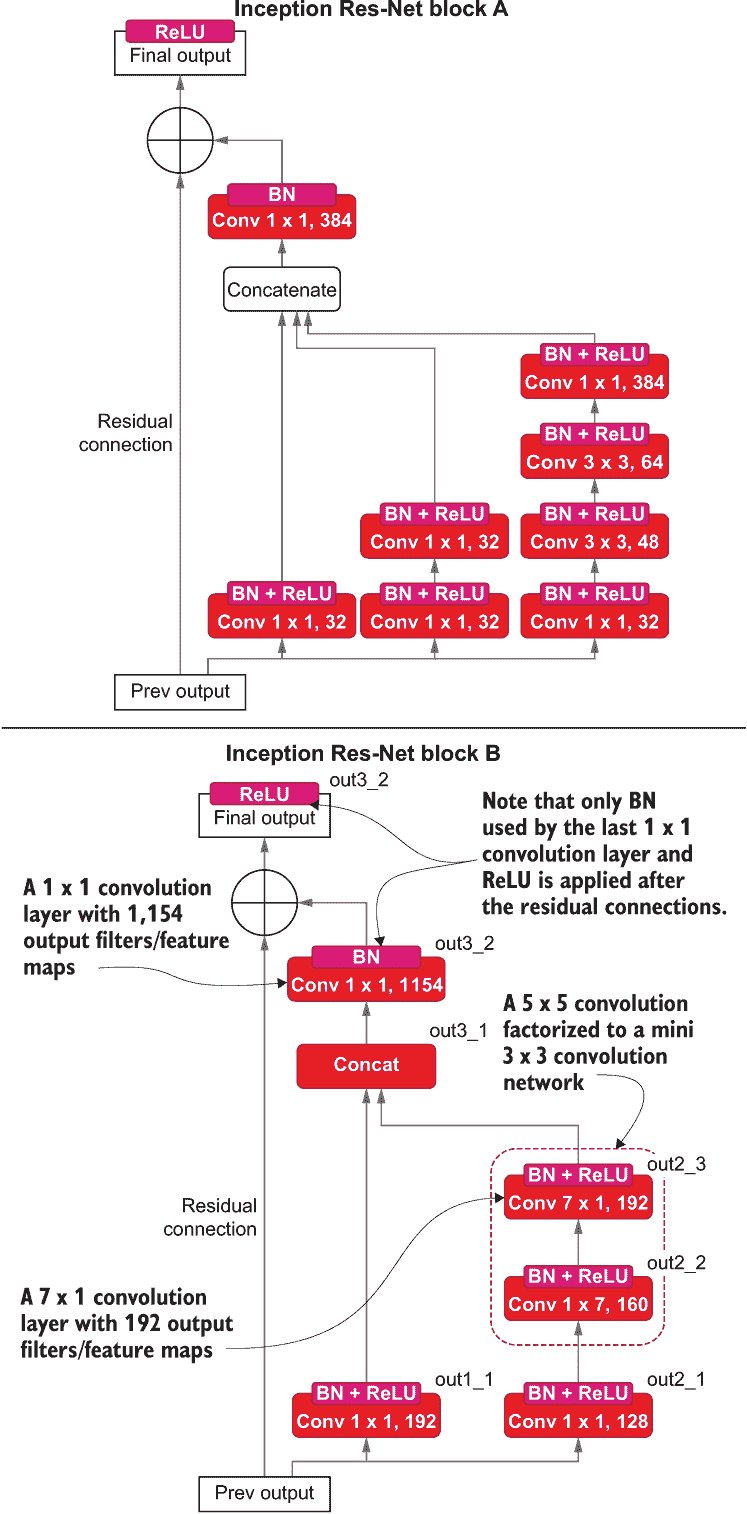 Inception Res-Net block A
ReLU
Final output
BN
Conv 1 x 1, 384
Concatenate
BN + ReLU
Conv 1 x 1, 384
Residual
connection
BN + ReLU
Conv 3 x 3, 64
BN + ReLU
Conv 1 x 1, 32
BN + ReLU
Conv 3 x 3, 48
BN + ReLU
Conv 1 x 1, 32
BN + ReLU
Conv 1 x 1, 32
BN + ReLU
Conv 1 x 1, 32
Prev output
Inception Res-Net block B
out3_2
ReLU
Final output
Note that only BN
used by the last 1 x 1
convolution layer and
ReLU is applied after
the residual connections.
A 1 x 1 convolution
layer with 1,154
output filters/feature
maps
out3_2
BN
Conv 1 x 1, 1154
A 5 x 5 convolution
factorized to a mini
3 x 3 convolution
network
out3_1
Concat
out2_3
BN + ReLU
Conv 7 x 1, 192
Residual
connection
out2_2
BN + ReLU
Conv 1 x 7, 160
A 7 x 1 convolution
layer with 192 output
filters/feature maps
out1_1
BN + ReLU
Conv 1 x 1, 192
out2_1
BN + ReLU
Conv 1 x 1, 128
Prev output